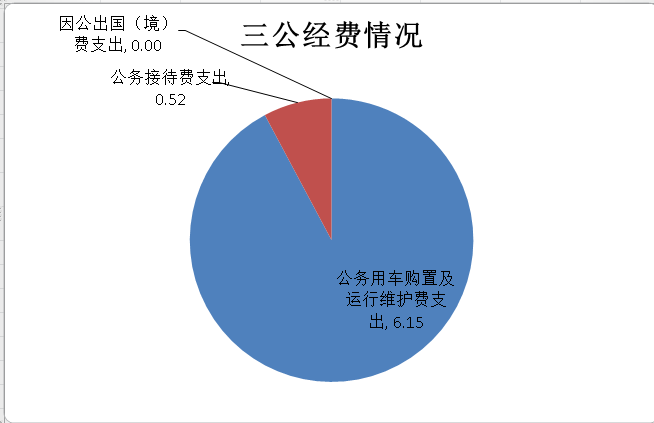 三公经费情况
因公出国（境）
费支出, 0.00
公务接待费支出,
0.52
公务用车购置及
运行维护费支
出, 6.15